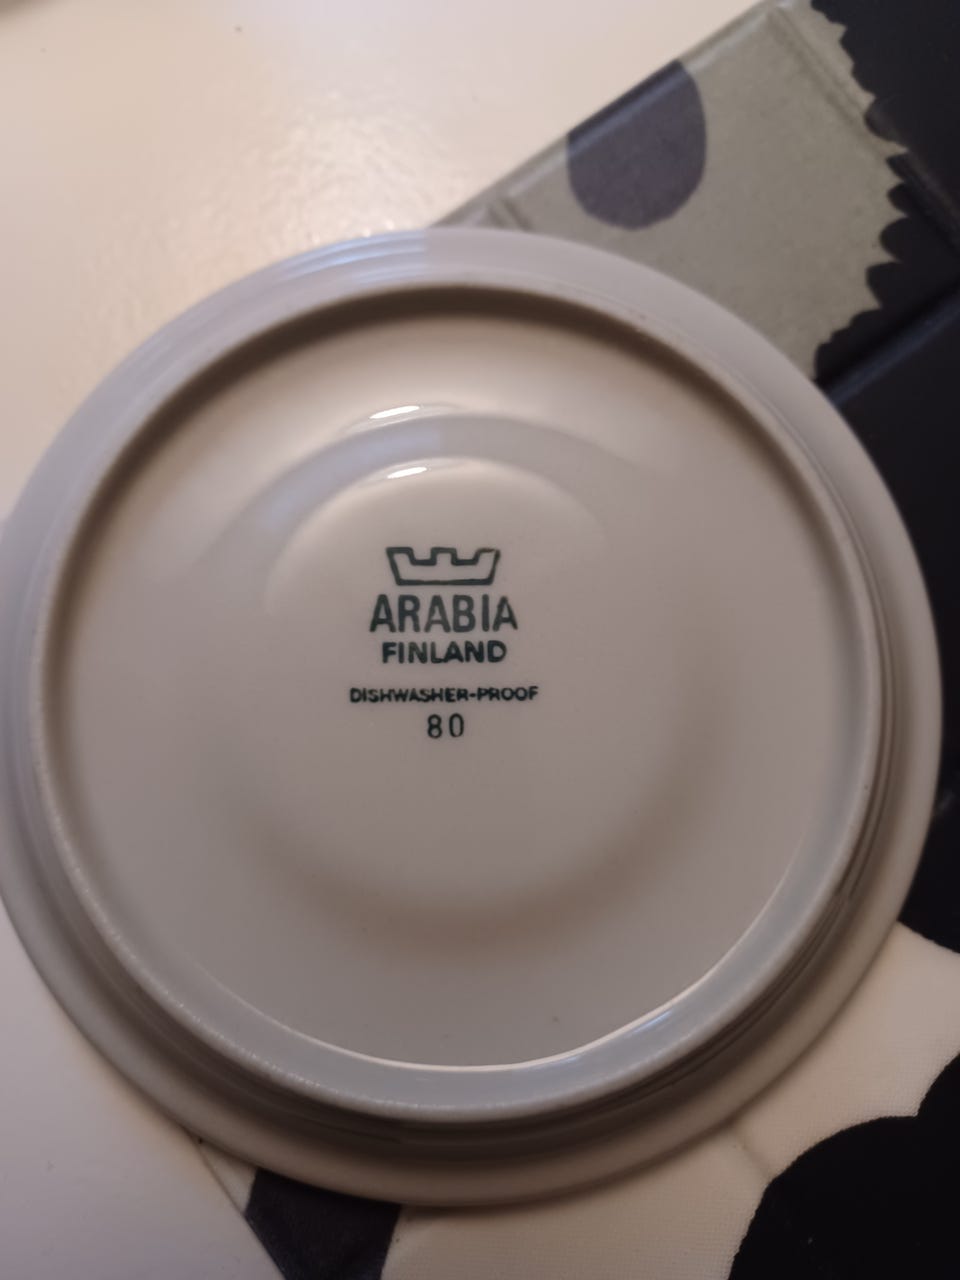 ARABIA
FINLAND
DISHWASHER-PROOF
80